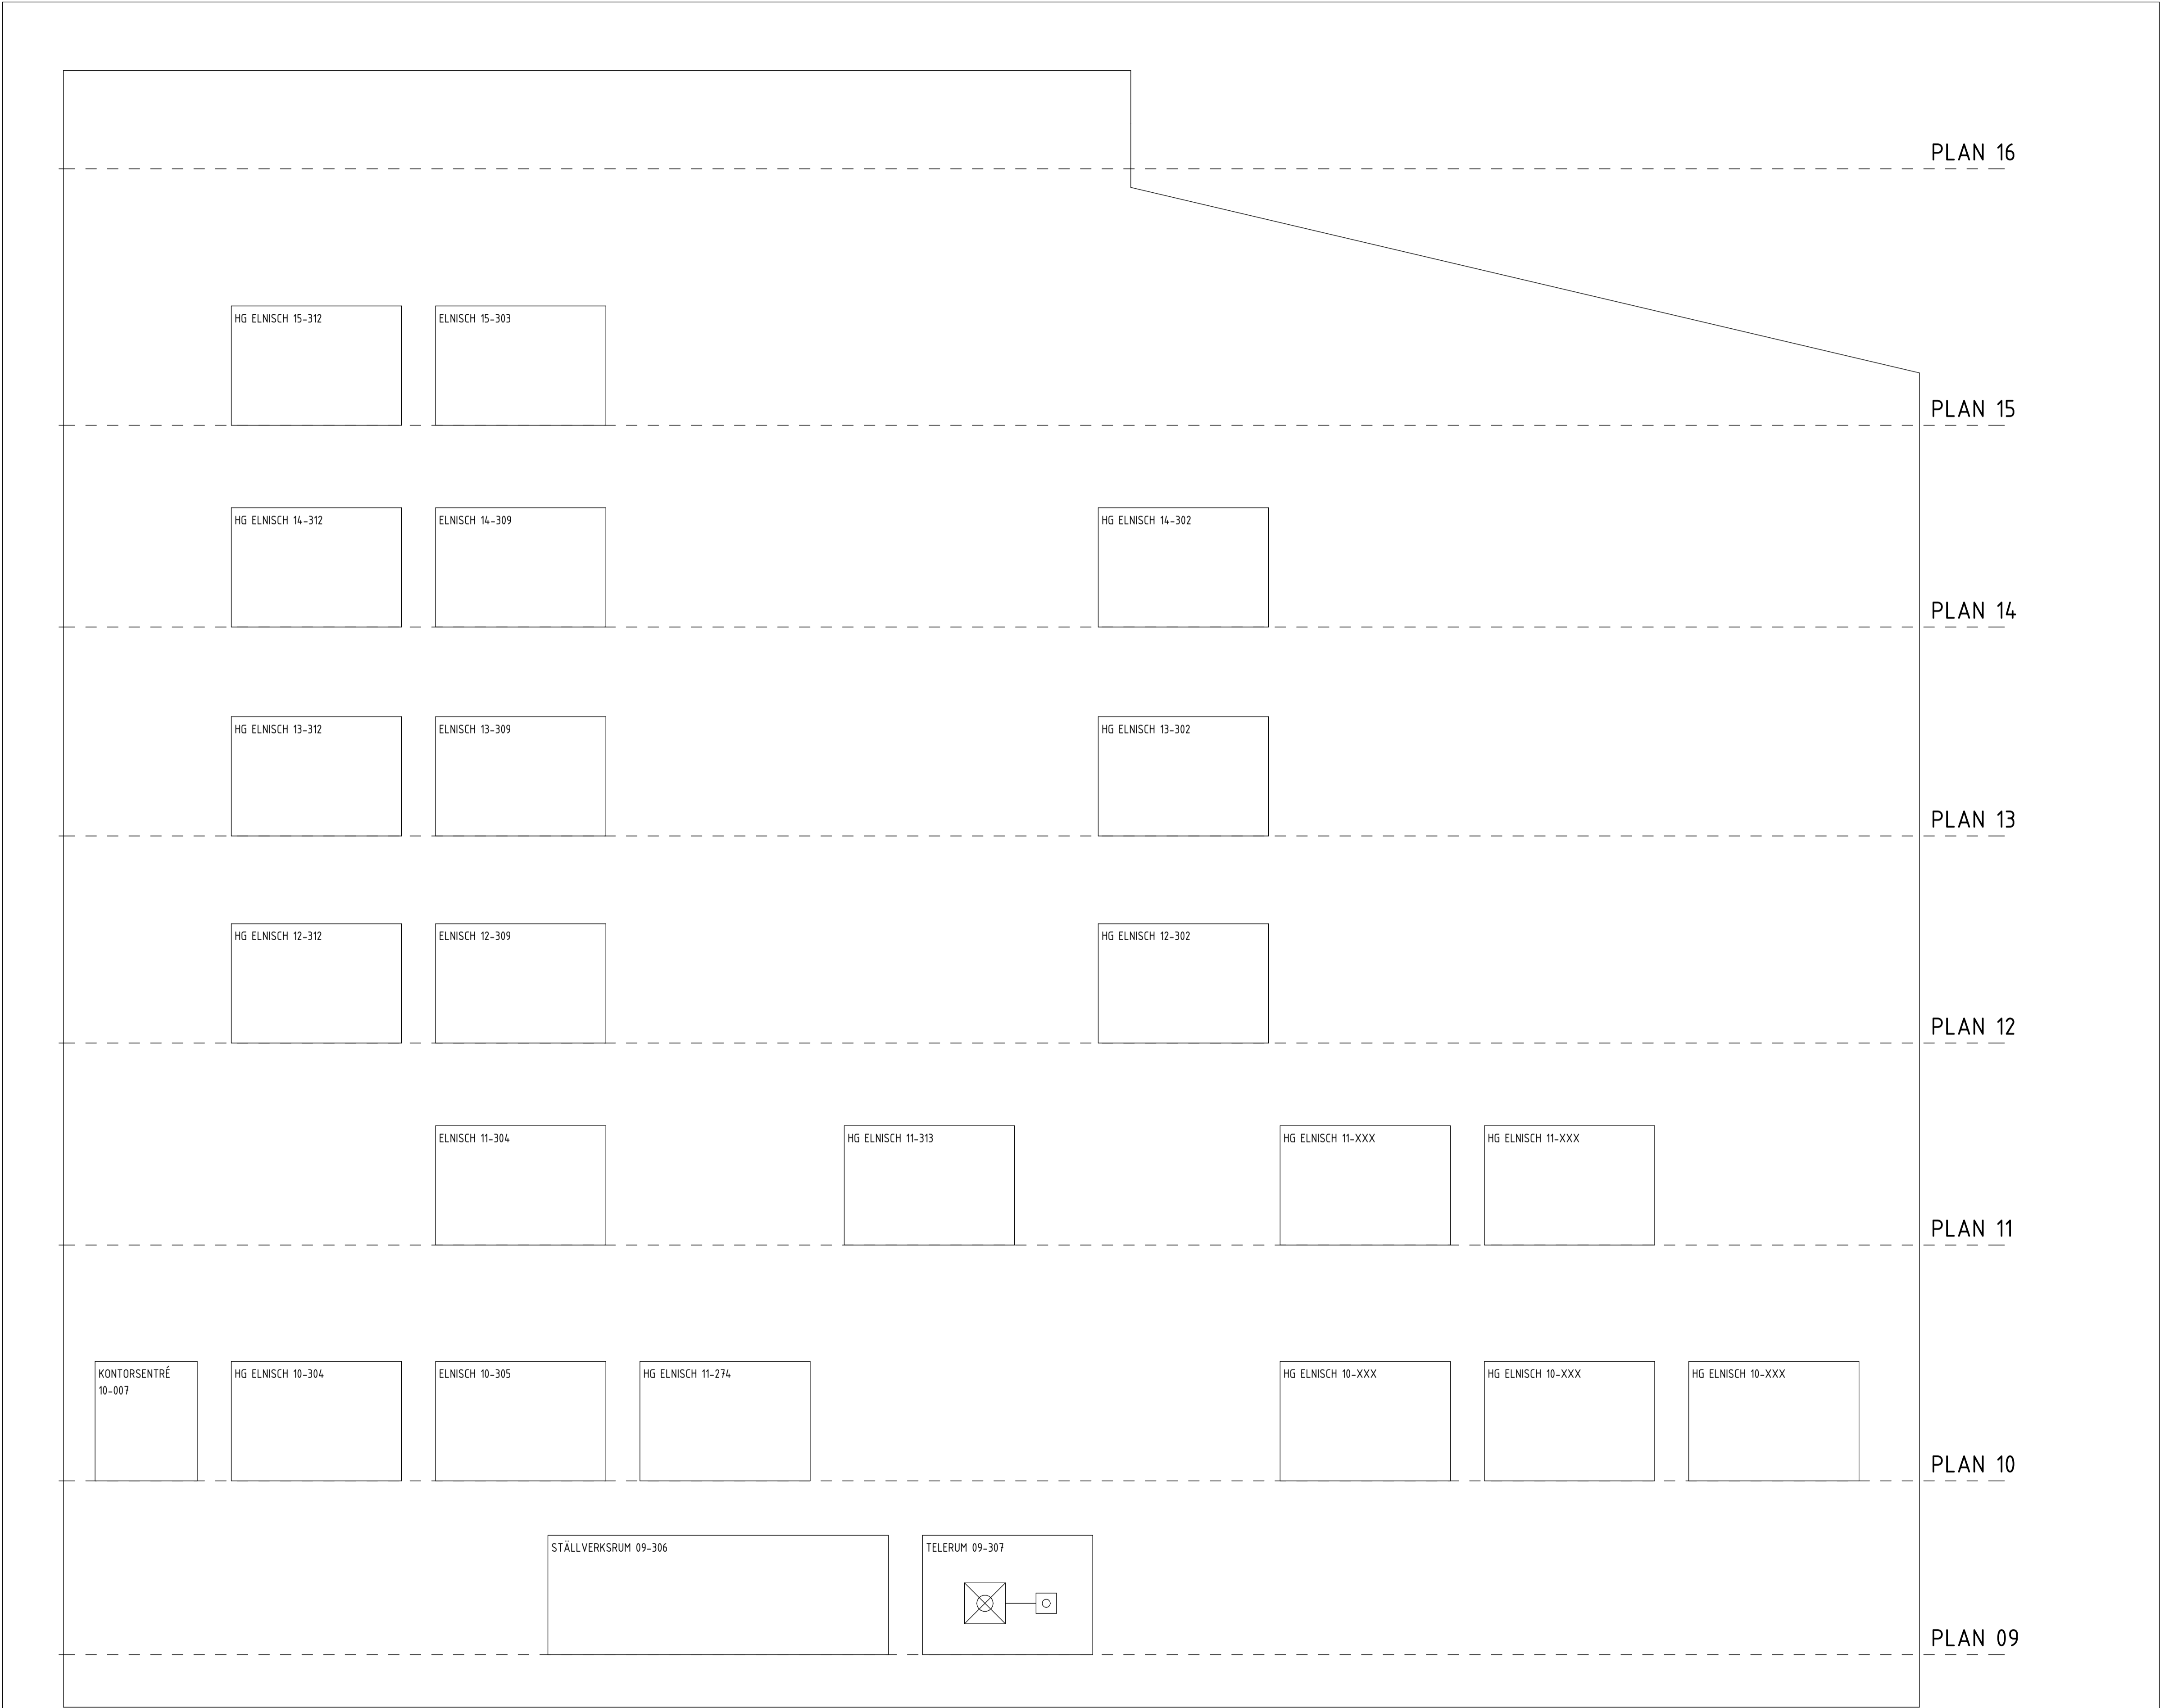 PLAN 16
HG ELNISCH 15-312
ELNISCH 15-303
PLAN 15
HG ELNISCH 14-312
ELNISCH 14-309
HG ELNISCH 14-302
PLAN 14
HG ELNISCH 13-312
ELNISCH 13-309
HG ELNISCH 13-302
PLAN 13
HG ELNISCH 12-312
ELNISCH 12-309
HG ELNISCH 12-302
PLAN 12
ELNISCH 11-304
HG ELNISCH 11-313
HG ELNISCH 11-XXX
HG ELNISCH 11-XXX
PLAN 11
KONTORSENTRÉ
10-007
HG ELNISCH 10-304
ELNISCH 10-305
HG ELNISCH 11-274
HG ELNISCH 10-XXX
HG ELNISCH 10-XXX
HG ELNISCH 10-XXX
PLAN 10
STÄLLVERKSRUM 09-306
TELERUM 09-307
PLAN 09